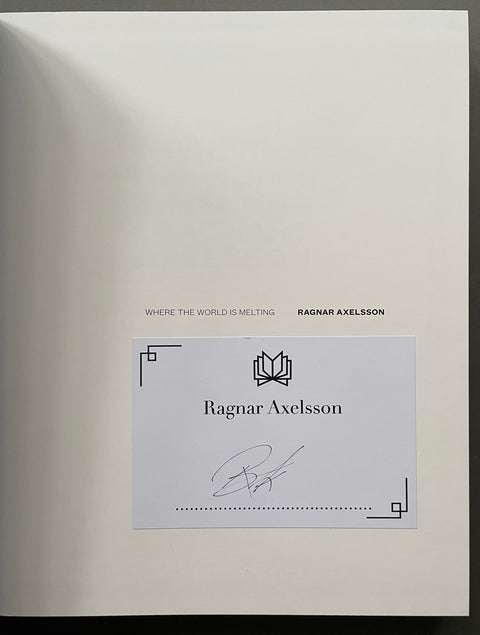 WHERE THE WORLD IS MELTING RAGNAR AXELSSON
Ragnar Axelsson